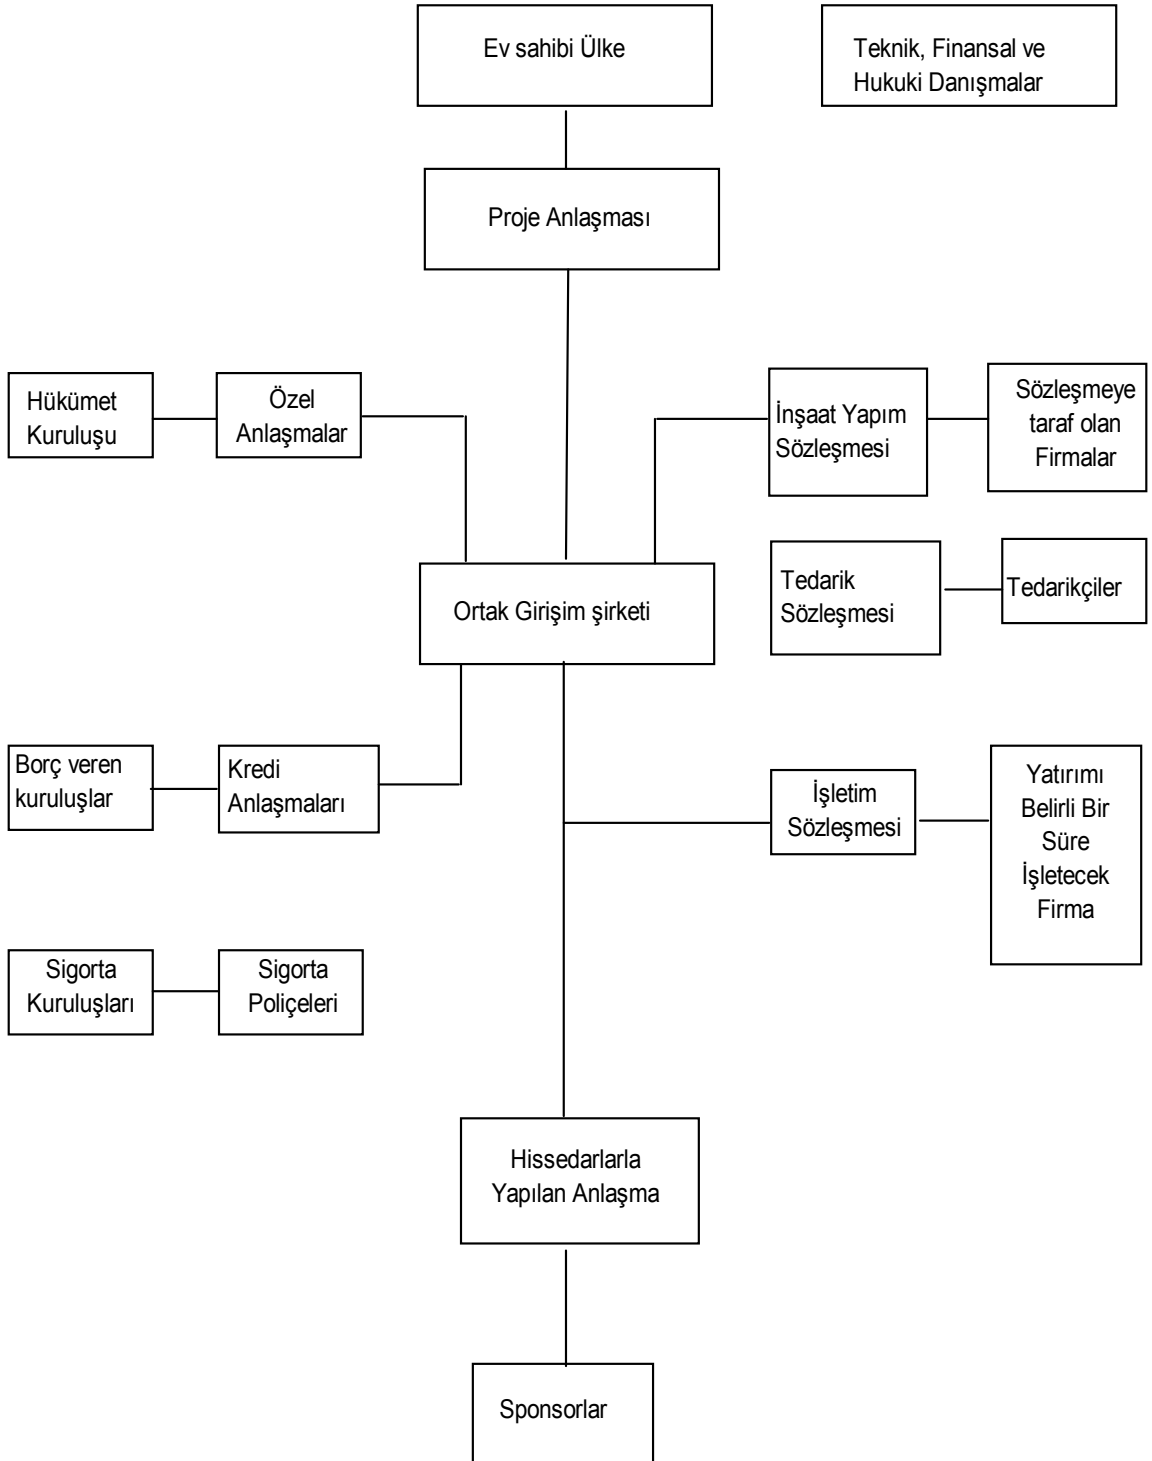 Ev sahibi Ülke
Teknik, Finansal ve
Hukuki Danışmalar
Proje Anlaşması
Hükümet
Kuruluşu
Özel
Anlaşmalar
İnşaat Yapım
Sözleşmesi
Sözleşmeye
taraf olan
Firmalar
Ortak Girişim şirketi
Tedarik
Sözleşmesi
Tedarikçiler
Borç veren
kuruluşlar
Kredi
Anlaşmaları
İşletim
Sözleşmesi
Yatırımı
Belirli Bir
Süre
İşletecek
Firma
Sigorta
Kuruluşları
Sigorta
Poliçeleri
Hissedarlarla
Yapılan Anlaşma
Sponsorlar